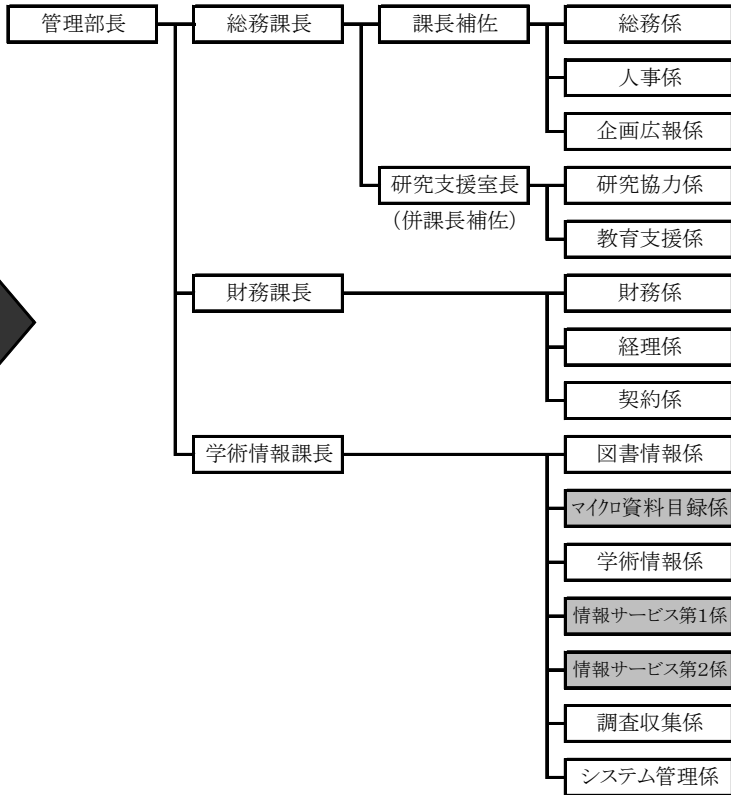 管理部長
総務課長
課長補佐
総務係
人事係
企画広報係
研究支援室長
(併課長補佐)
研究協力係
教育支援係
財務課長
財務係
経理係
契約係
学術情報課長
図書情報係
マイクロ資料目録係
学術情報係
情報サービス第1係
情報サービス第2係
調査収集係
システム管理係